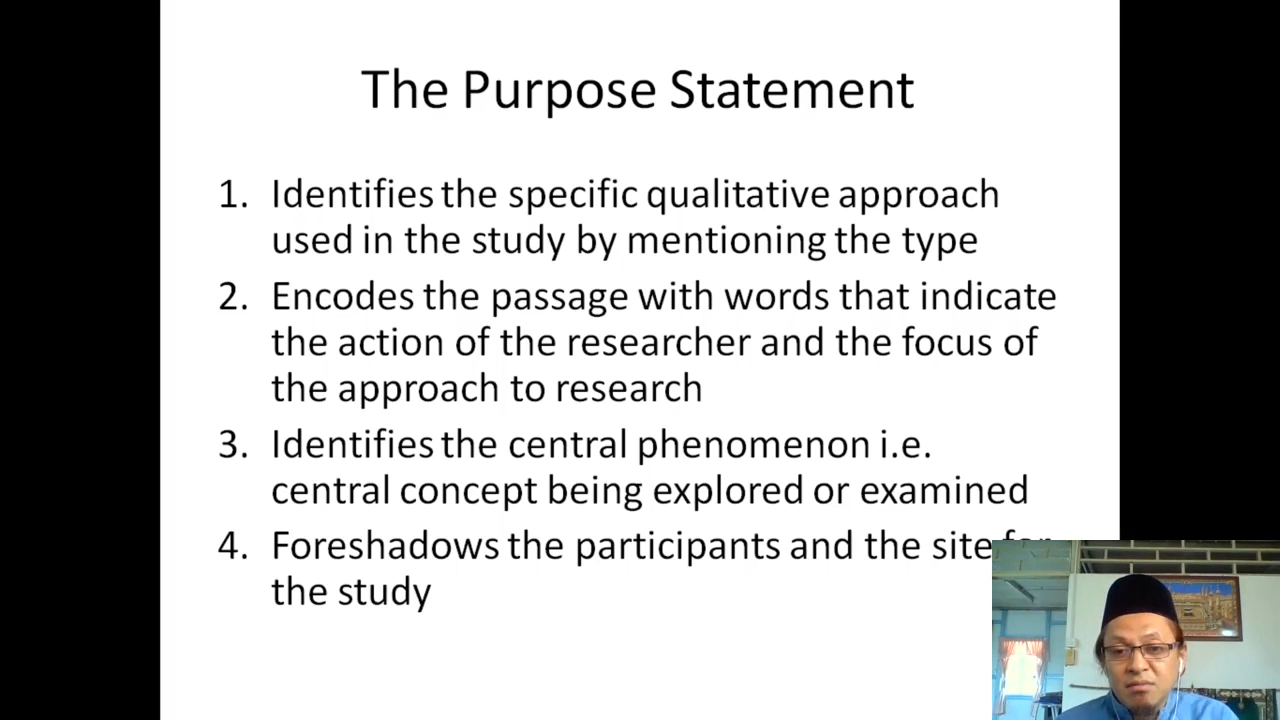 The Purpose Statement
1. Identifies the specific qualitative approach
used in the study by mentioning the type
2. Encodes the passage with words that indicate
the action of the researcher and the focus of
the approach to research
3. Identifies the central phenomenon i.e.
central concept being explored or examined
4. Foreshadows the participants and the site for
the study